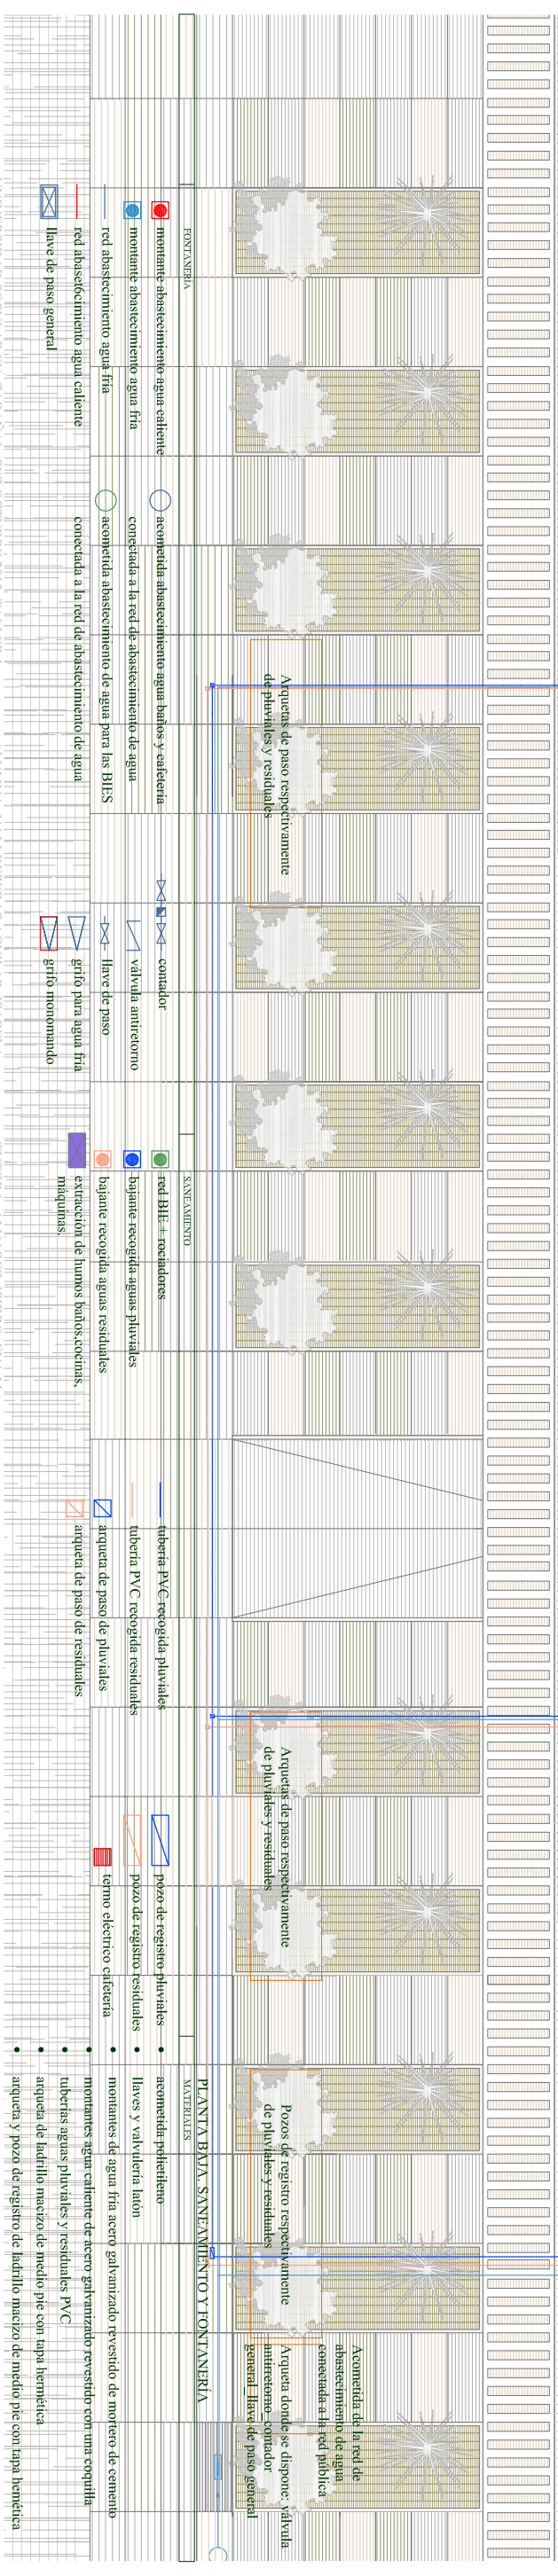 Acometida de la red de
abastecimiento de agua
conectada a la red pública
Arqueta donde se dispone: válvula
antiretorno_contador
general_llave de paso general
Arquetas de paso respectivamente
de pluviales y residuales
Arquetas de paso respectivamente
de pluviales y residuales
Pozos de registro respectivamente
de pluviales y residuales
PLANTA BAJA. SANEAMIENTO Y FONTANERÍA
FONTANERÍA
montante abastecimiento agua caliente
montante abastecimiento agua fría
red abastecimiento agua fría
red abaset6cimiento agua caliente
llave de paso general
acometida abastecimiento agua baños y cafetería
conectada a la red de abastecimiento de agua
acometida abastecimiento de agua para las BIES
conectada a la red de abastecimiento de agua
contador
válvula antiretorno
llave de paso
grifo para agua fría
grifo monomando
SANEAMIENTO
red BIE + rociadores
bajante recogida aguas pluviales
bajante recogida aguas residuales
extracción de humos baños,cocinas,
máquinas.
tubería PVC recogida pluviales
tubería PVC recogida residuales
arqueta de paso de pluviales
arqueta de paso de residuales
pozo de registro pluviales
pozo de registro residuales
termo eléctrico cafetería
MATERIALES
• acometida polietileno
• llaves y valvulería latón
• montantes de agua fría acero galvanizado revestido de mortero de cemento
• montantes agua caliente de acero galvanizado revestido con una coquilla
• tuberías aguas pluviales y residuales PVC
• arqueta de ladrillo macizo de medio pie con tapa hermética
• arqueta y pozo de registro de ladrillo macizo de medio pie con tapa hemética